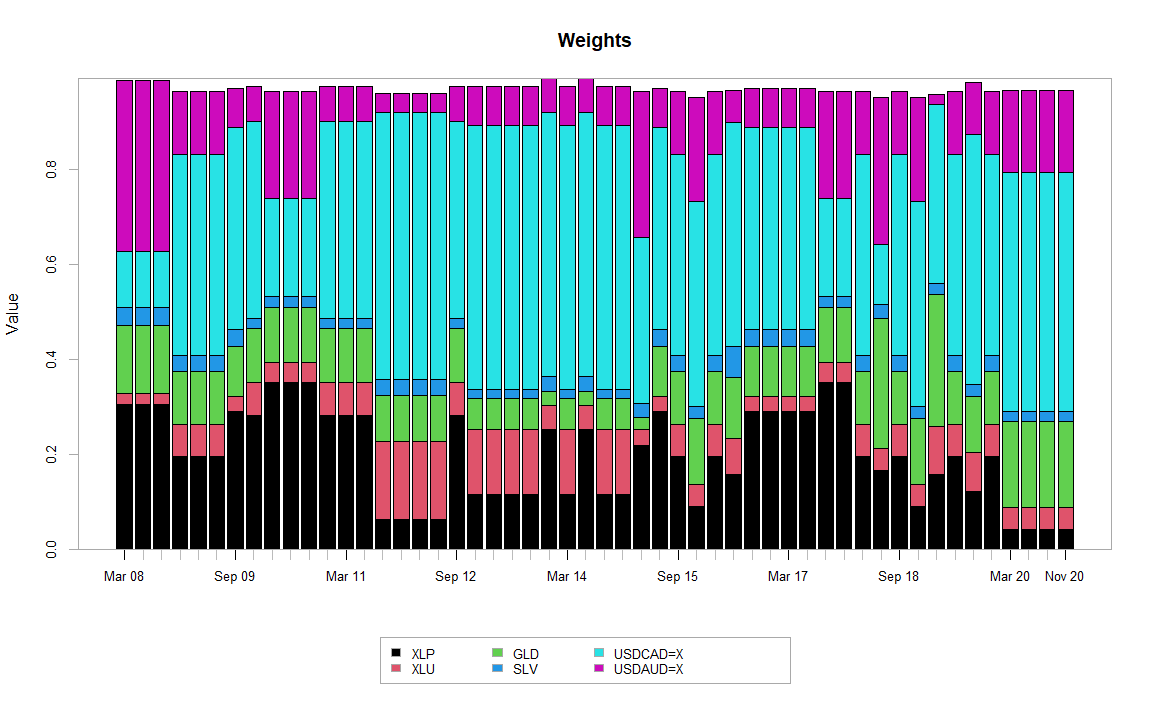 Weights
Value
0.8
0.6
0.4
0.2
0.0
Mar 08 Sep 09 Mar 11 Sep 12 Mar 14 Sep 15 Mar 17 Sep 18 Mar 20 Nov 20
XLP GLD USDCAD=X
XLU SLV USDAUD=X